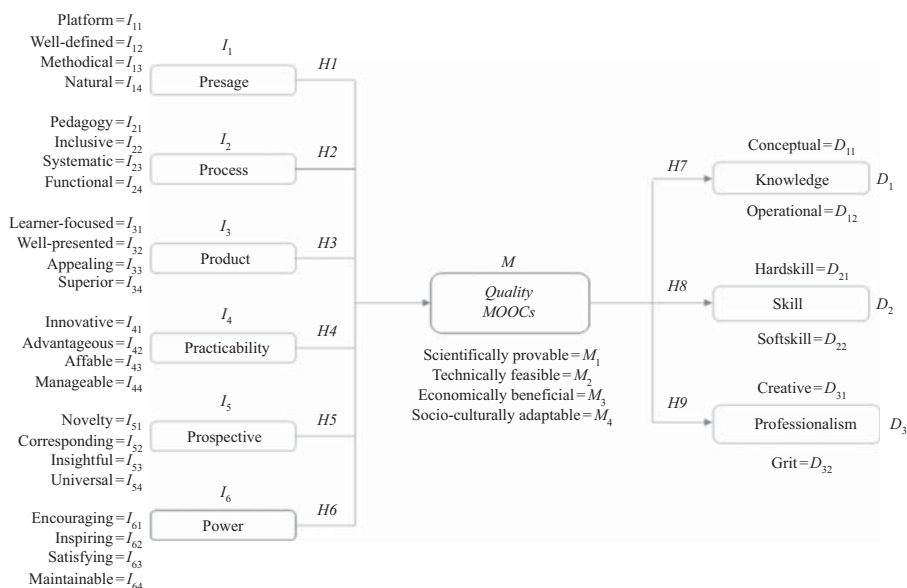 Platform=I₁₁
Well-defined=I₁₂
Methodical=I₁₃
Natural=I₁₄
I₁
Presage
H1
Pedagogy=I₂₁
Inclusive=I₂₂
Systematic=I₂₃
Functional=I₂₄
I₂
Process
H2
Learner-focused=I₃₁
Well-presented=I₃₂
Appealing=I₃₃
Superior=I₃₄
I₃
Product
H3
Innovative=I₄₁
Advantageous=I₄₂
Affable=I₄₃
Manageable=I₄₄
I₄
Practicability
H4
Novelty=I₅₁
Corresponding=I₅₂
Insightful=I₅₃
Universal=I₅₄
I₅
Prospective
H5
Encouraging=I₆₁
Inspiring=I₆₂
Satisfying=I₆₃
Maintainable=I₆₄
I₆
Power
H6
M
Quality
MOOCs
Scientifically provable=M₁
Technically feasible=M₂
Economically beneficial=M₃
Socio-culturally adaptable=M₄
H7
Conceptual=D₁₁
Knowledge
D₁
Operational=D₁₂
H8
Hardskill=D₂₁
Skill
D₂
Softskill=D₂₂
H9
Creative=D₃₁
Professionalism
D₃
Grit=D₃₂